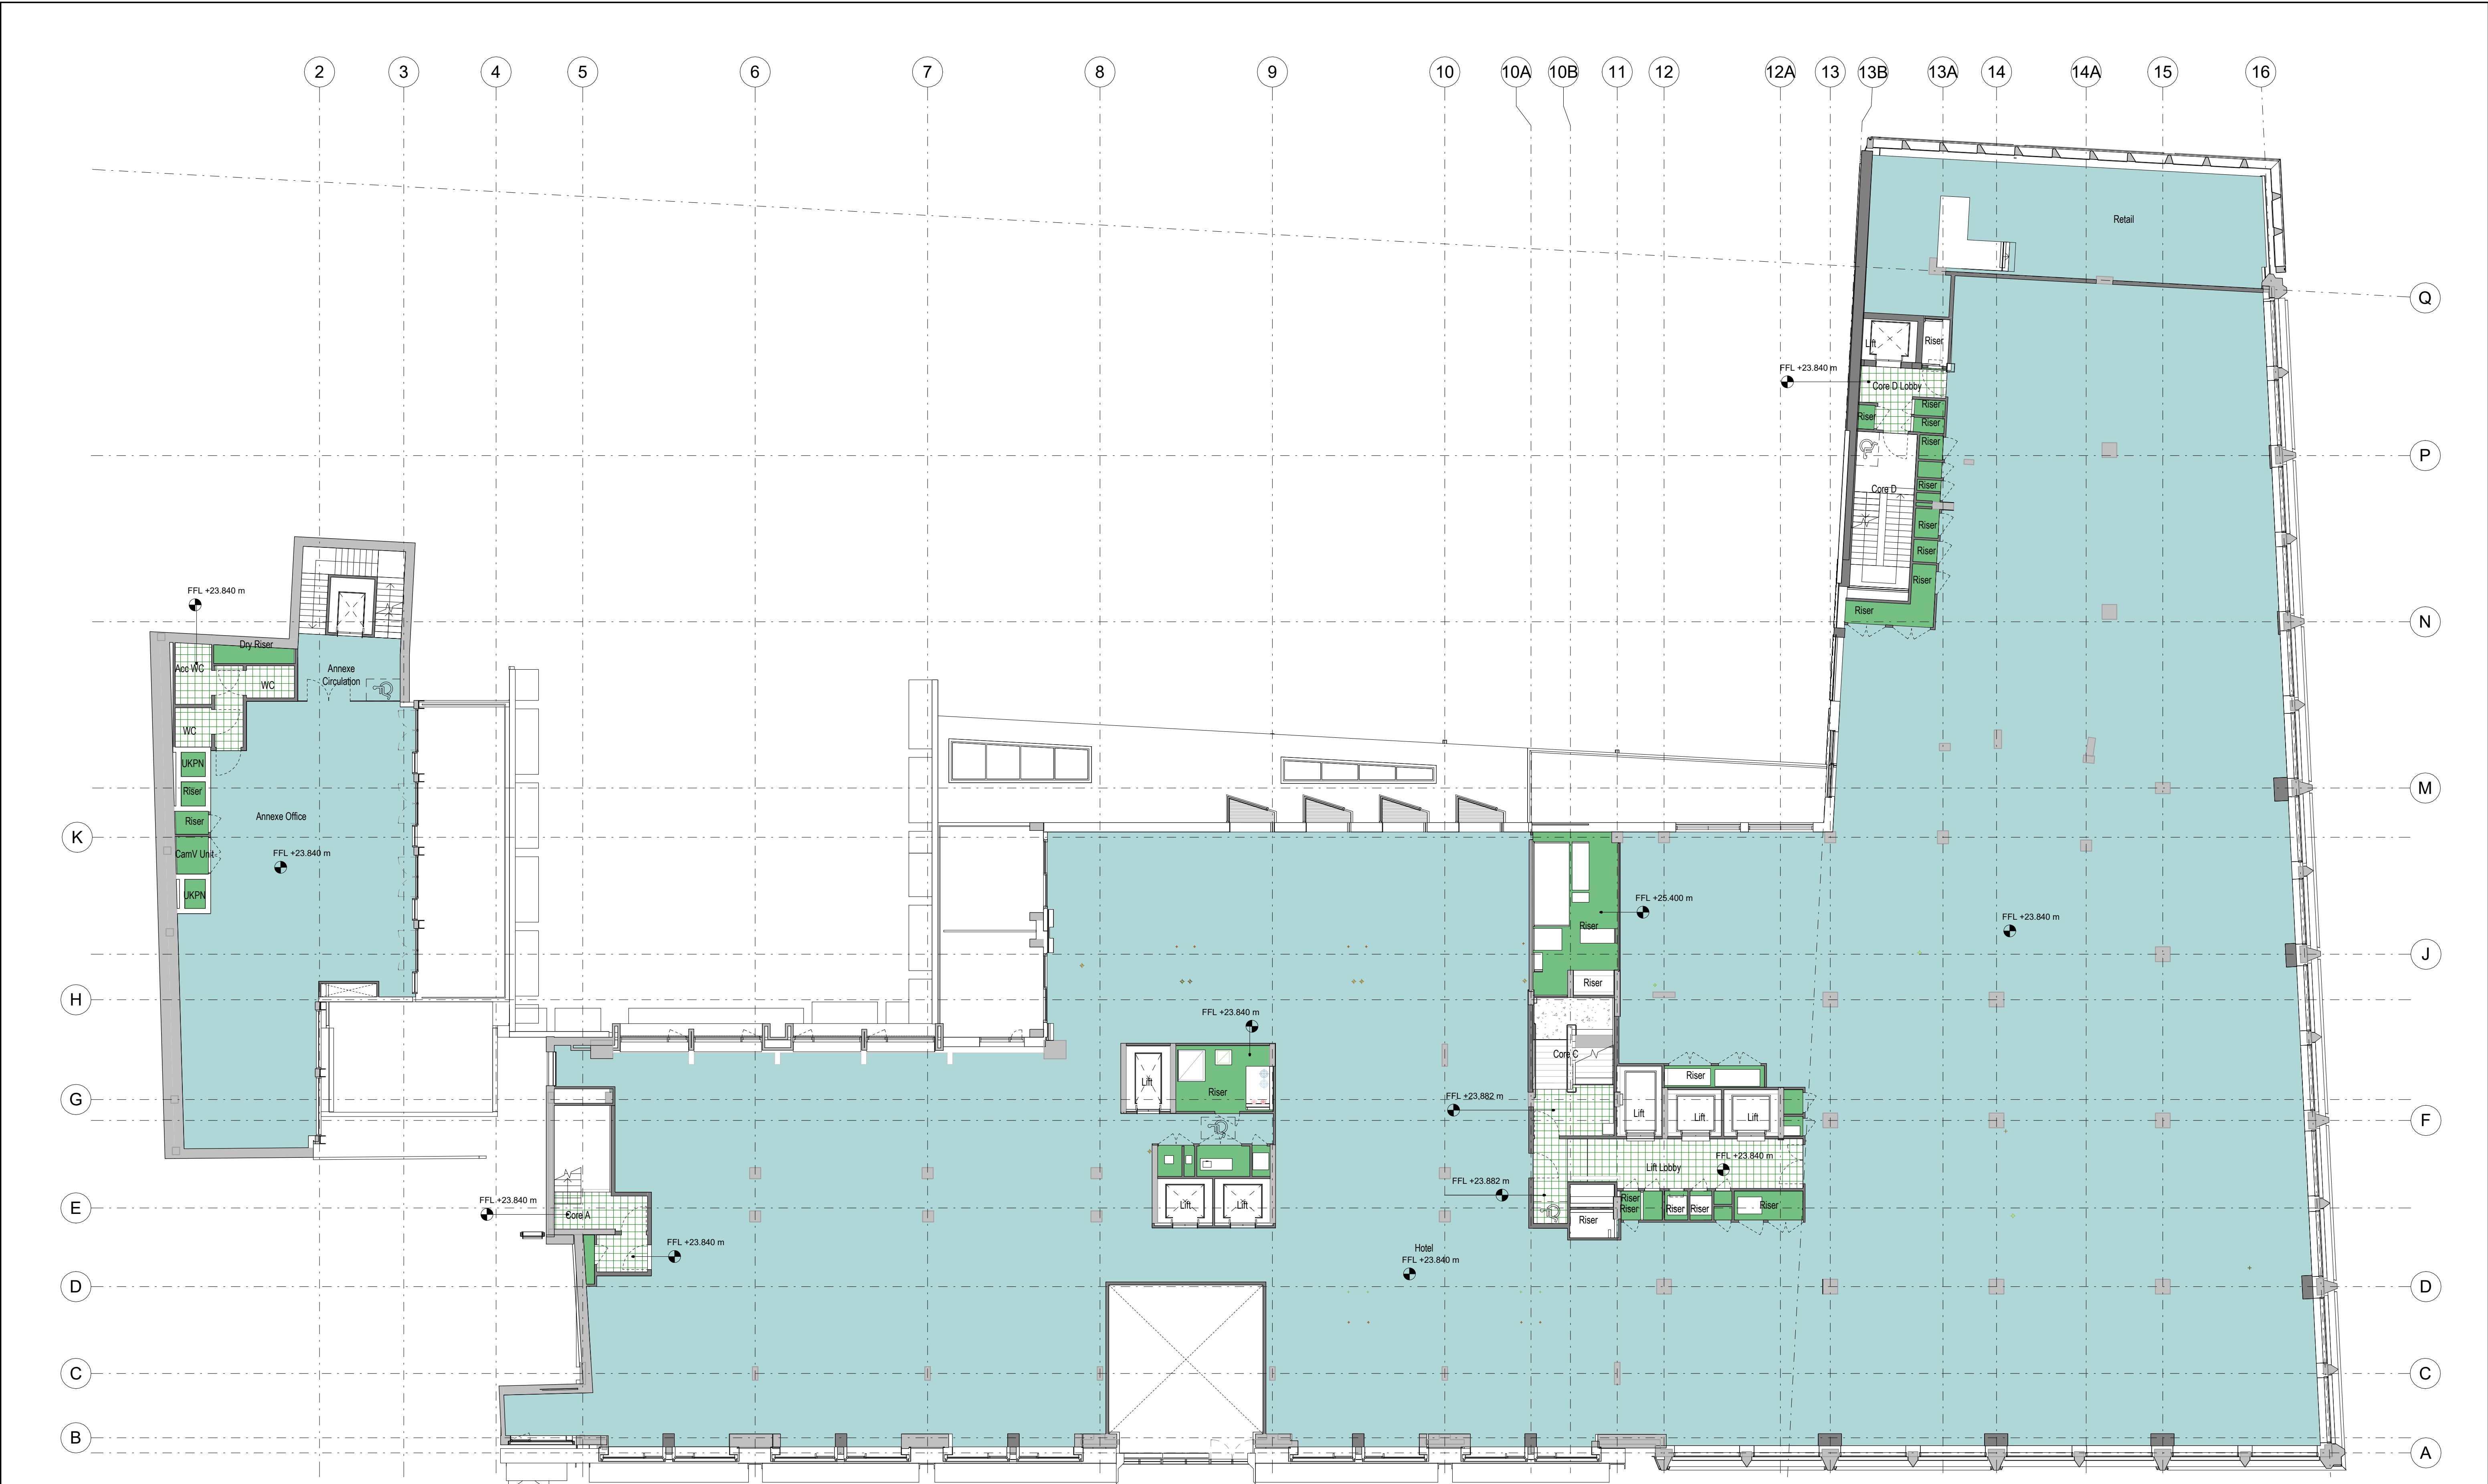 2
3
4
5
6
7
8
9
10
10A
10B
11
12
12A
13
13B
13A
14
14A
15
16
Retail
Q
Lift
Riser
FFL +23.840 m
Core D Lobby
Riser
Riser
Riser
Riser
P
Core D
Riser
Riser
Riser
Riser
Riser
N
FFL +23.840 m
Dry Riser
Acc WC
WC
Annexe
Circulation
WC
UKPN
Riser
M
Annexe Office
Riser
K
CamV Unit
FFL +23.840 m
UKPN
FFL +25.400 m
Riser
FFL +23.840 m
J
Riser
H
FFL +23.840 m
Core C
Lift
Riser
Riser
FFL +23.882 m
G
Lift
Lift
Lift
F
Lift Lobby
FFL +23.840 m
FFL +23.882 m
FFL +23.840 m
E
Core A
Lift
Lift
Riser
Riser
Riser
Riser
Riser
Riser
FFL +23.840 m
Hotel
FFL +23.840 m
D
D
C
C
B
A